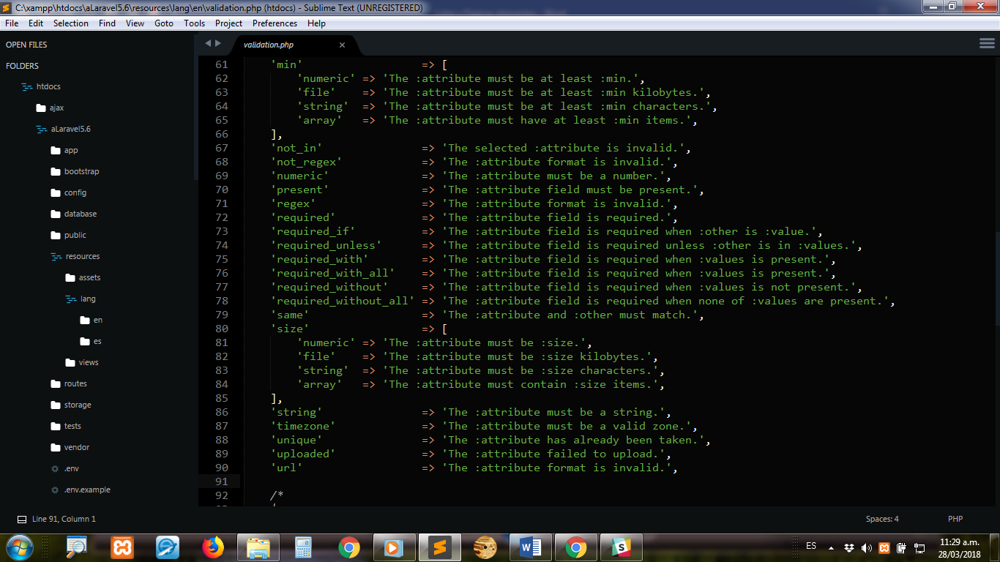 C:\xampp\htdocs\aLaravel5.6\resources\lang\en\validation.php (htdocs) - Sublime Text (UNREGISTERED)
File Edit Selection Find View Goto Tools Project Preferences Help
OPEN FILES
FOLDERS
htdocs
ajax
aLaravel5.6
app
bootstrap
config
database
public
resources
assets
lang
en
es
views
routes
storage
tests
vendor
.env
.env.example
validation.php ×
61 'min' => [
62 'numeric' => 'The :attribute must be at least :min.',
63 'file' => 'The :attribute must be at least :min kilobytes.',
64 'string' => 'The :attribute must be at least :min characters.',
65 'array' => 'The :attribute must have at least :min items.',
66 ],
67 'not_in' => 'The selected :attribute is invalid.',
68 'not_regex' => 'The :attribute format is invalid.',
69 'numeric' => 'The :attribute must be a number.',
70 'present' => 'The :attribute field must be present.',
71 'regex' => 'The :attribute format is invalid.',
72 'required' => 'The :attribute field is required.',
73 'required_if' => 'The :attribute field is required when :other is :value.',
74 'required_unless' => 'The :attribute field is required unless :other is in :values.',
75 'required_with' => 'The :attribute field is required when :values is present.',
76 'required_with_all' => 'The :attribute field is required when :values is present.',
77 'required_without' => 'The :attribute field is required when :values is not present.',
78 'required_without_all' => 'The :attribute field is required when none of :values are present.',
79 'same' => 'The :attribute and :other must match.',
80 'size' => [
81 'numeric' => 'The :attribute must be :size.',
82 'file' => 'The :attribute must be :size kilobytes.',
83 'string' => 'The :attribute must be :size characters.',
84 'array' => 'The :attribute must contain :size items.',
85 ],
86 'string' => 'The :attribute must be a string.',
87 'timezone' => 'The :attribute must be a valid zone.',
88 'unique' => 'The :attribute has already been taken.',
89 'uploaded' => 'The :attribute failed to upload.',
90 'url' => 'The :attribute format is invalid.',
91
92 /*
Line 91, Column 1
Spaces: 4
PHP
ES
11:29 a.m.
28/03/2018